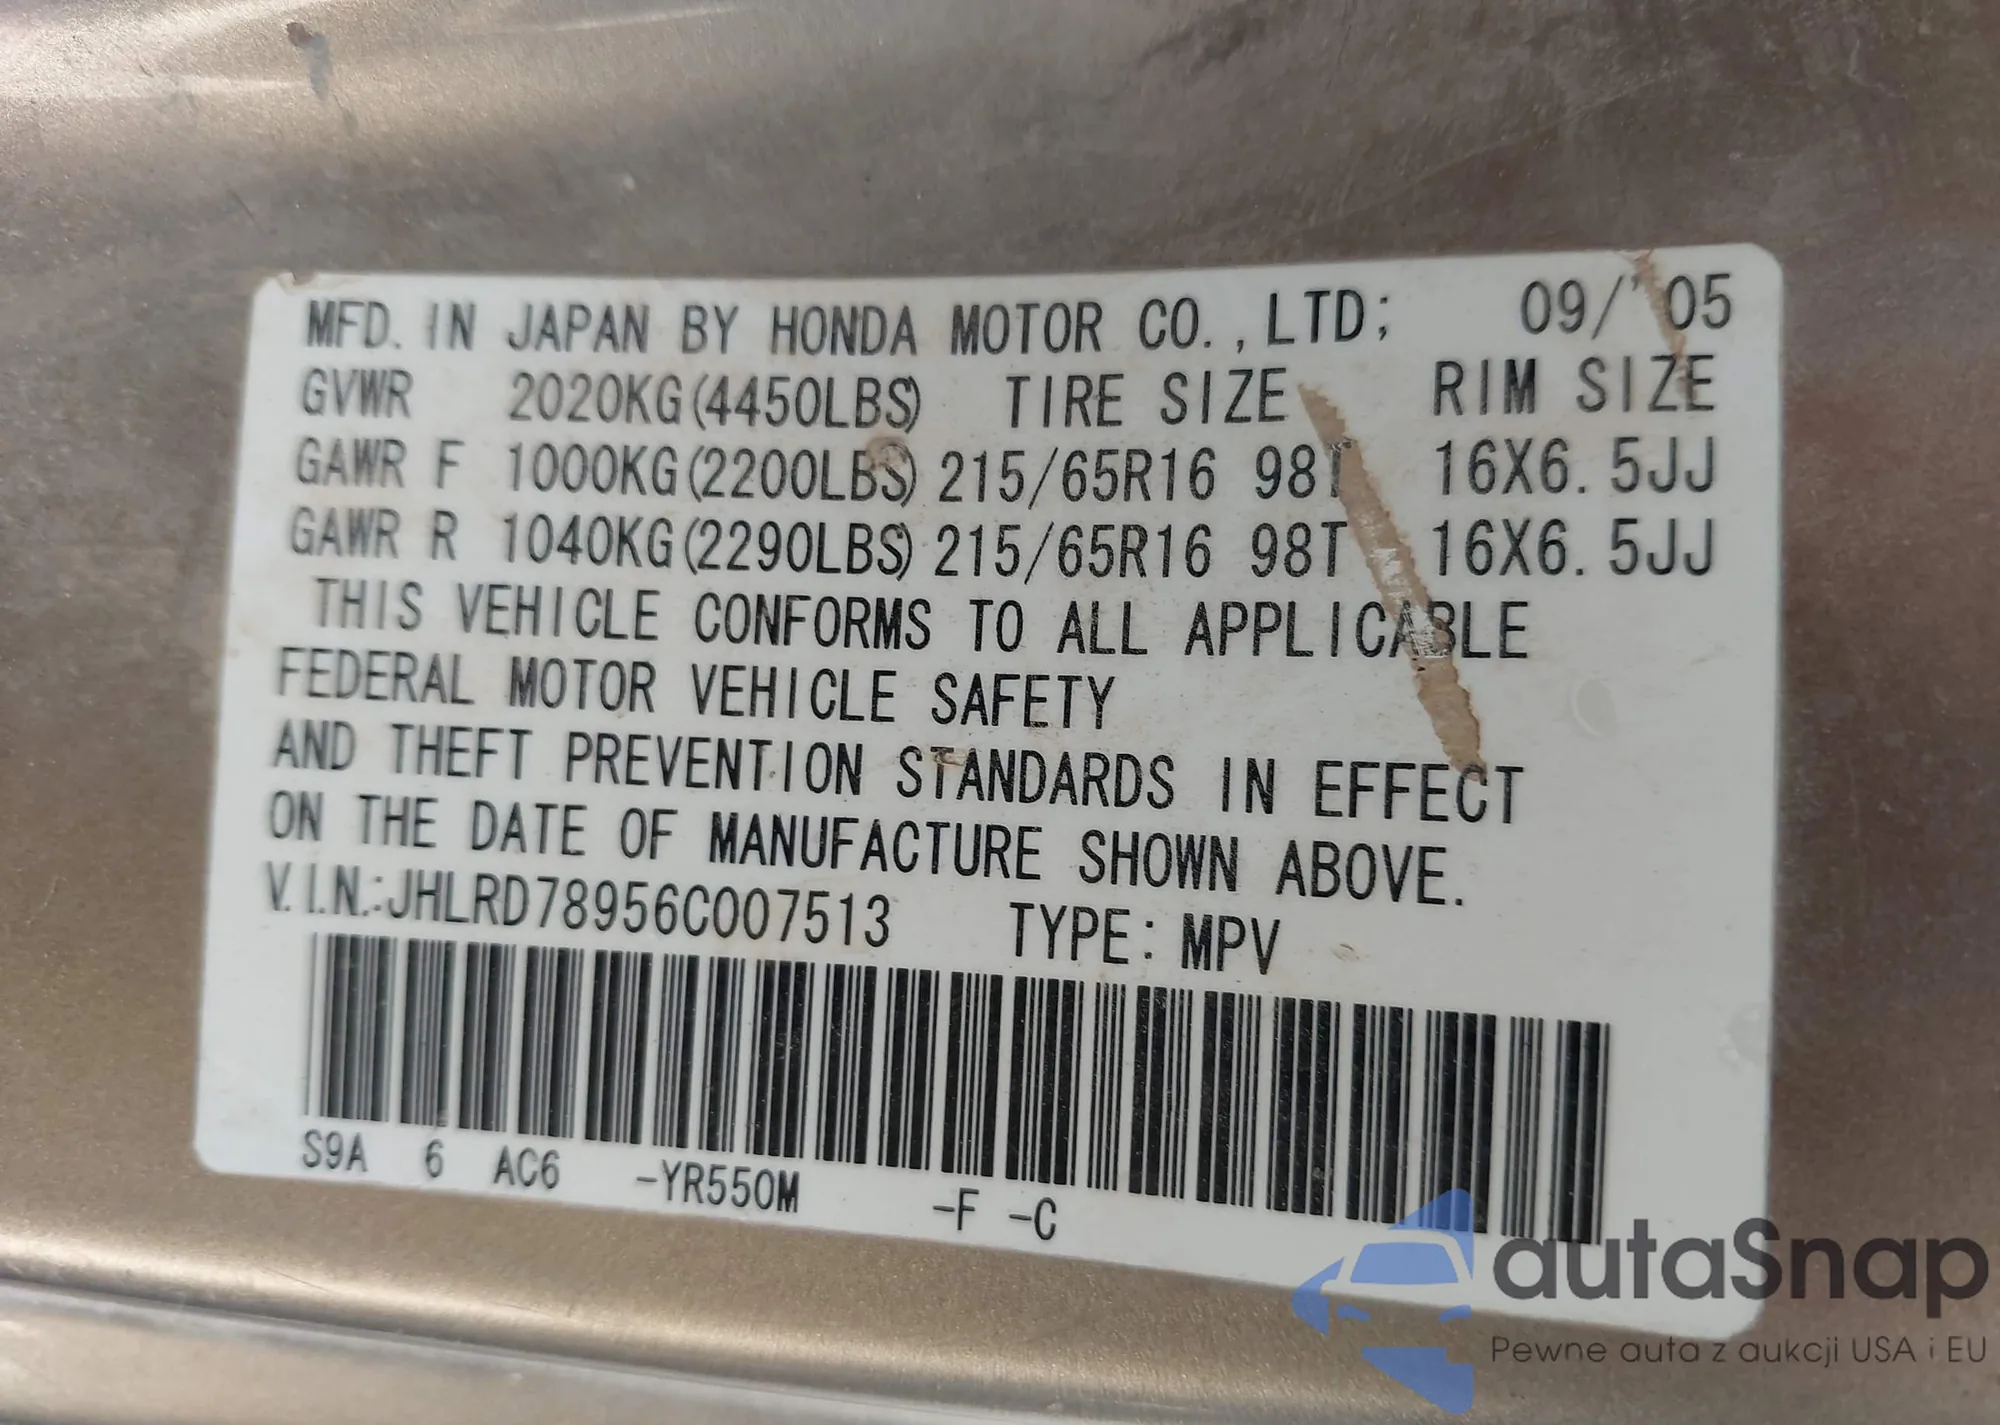 MFD. IN JAPAN BY HONDA MOTOR CO.,LTD; 09/'05
GVWR 2020KG(4450LBS) TIRE SIZE RIM SIZE
GAWR F 1000KG(2200LBS) 215/65R16 98T 16X6.5JJ
GAWR R 1040KG(2290LBS) 215/65R16 98T 16X6.5JJ
THIS VEHICLE CONFORMS TO ALL APPLICABLE
FEDERAL MOTOR VEHICLE SAFETY
AND THEFT PREVENTION STANDARDS IN EFFECT
ON THE DATE OF MANUFACTURE SHOWN ABOVE.
V.I.N.:JHLRD78956C007513 TYPE: MPV
S9A 6 AC6 -YR550M -F -C
autaSnap
Pewne auta z aukcji USA i EU